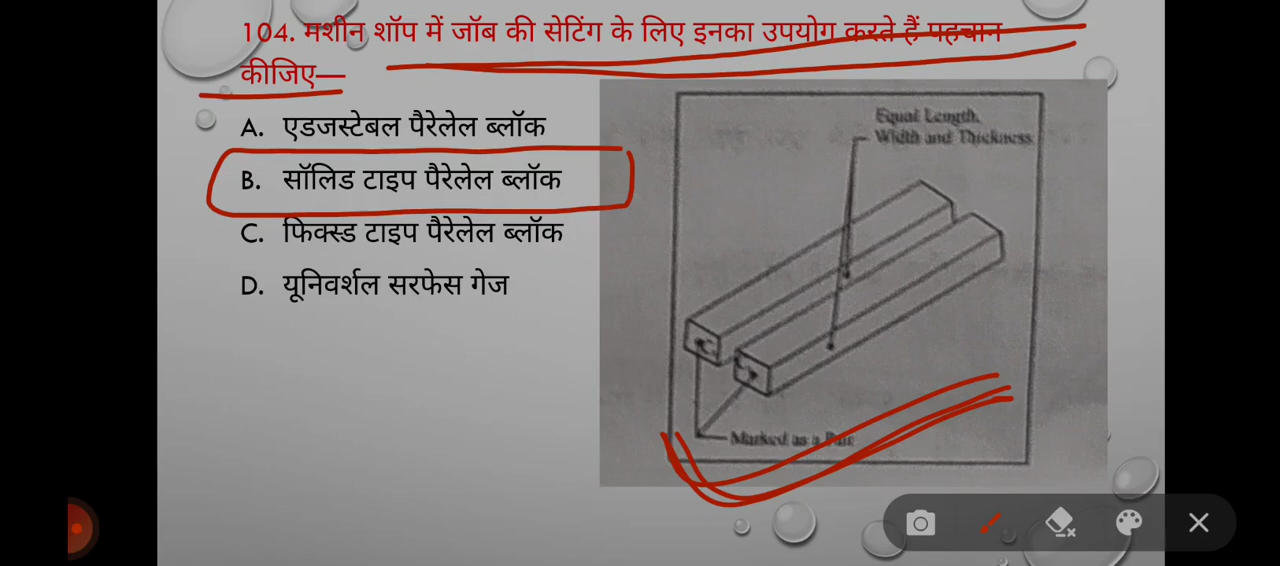 104. मशीन शॉप में जॉब की सेटिंग के लिए इनका उपयोग करते हैं पहचान
कीजिए—
A. एडजस्टेबल पैरेलेल ब्लॉक
B. सॉलिड टाइप पैरेलेल ब्लॉक
C. फिक्स्ड टाइप पैरेलेल ब्लॉक
D. यूनिवर्शल सरफेस गेज
Equal Length,
Width and Thickness
Marked as a Pair